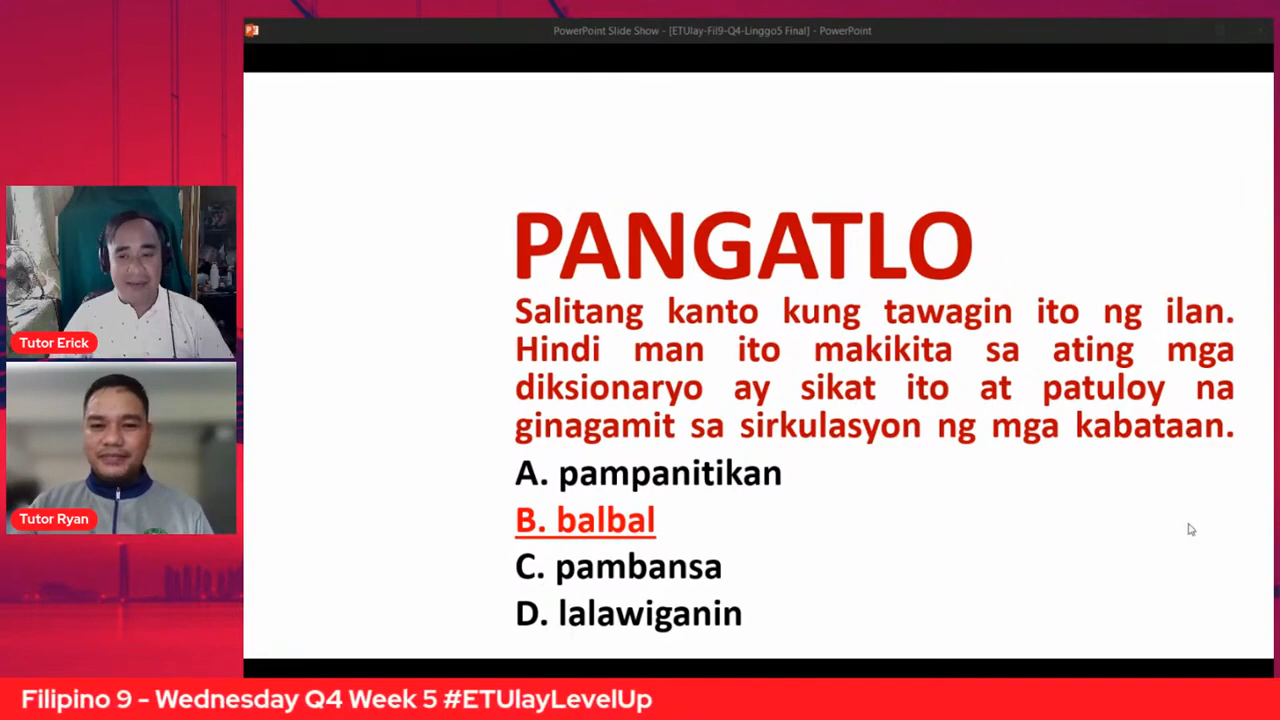 PowerPoint Slide Show - [ETUlay-Fil9-Q4-Linggo5 Final] - PowerPoint
PANGATLO
Salitang kanto kung tawagin ito ng ilan.
Hindi man ito makikita sa ating mga
diksionaryo ay sikat ito at patuloy na
ginagamit sa sirkulasyon ng mga kabataan.
A. pampanitikan
B. balbal
C. pambansa
D. lalawiganin
Tutor Erick
Tutor Ryan
Filipino 9 - Wednesday Q4 Week 5 #ETUlayLevelUp